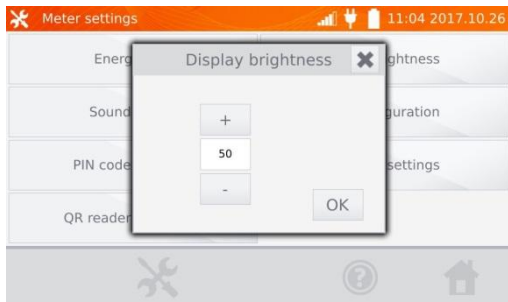 Meter settings
11:04 2017.10.26
Energ
Display brightness
ghtness
Sound
+
guration
PIN code
50
settings
-
QR reader
OK